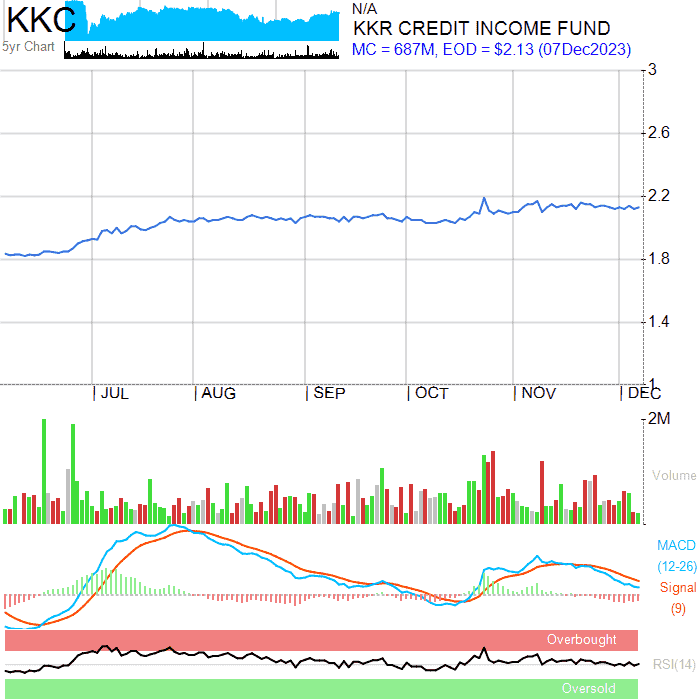 KKC
5yr Chart
N/A
KKR CREDIT INCOME FUND
MC = 687M, EOD = $2.13 (07Dec2023)
3
2.6
2.2
1.8
1.4
1
JUL AUG SEP OCT NOV DEC
2M
Volume
MACD
(12-26)
Signal
(9)
Overbought
RSI(14)
Oversold